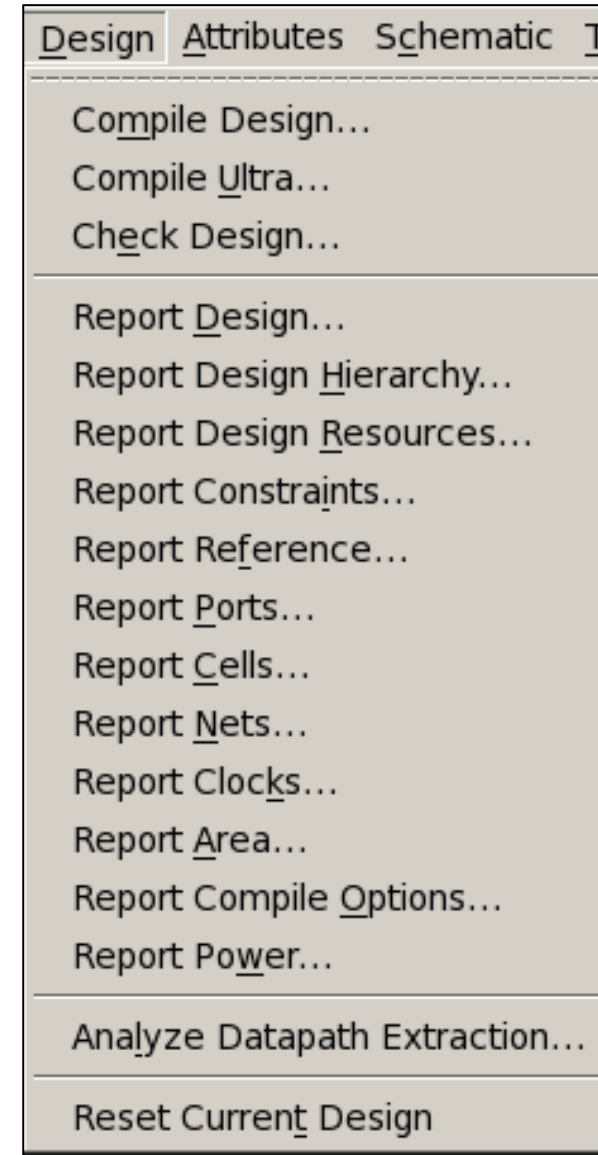 Design Attributes Schematic
Compile Design...
Compile Ultra...
Check Design...
Report Design...
Report Design Hierarchy...
Report Design Resources...
Report Constraints...
Report Reference...
Report Ports...
Report Cells...
Report Nets...
Report Clocks...
Report Area...
Report Compile Options...
Report Power...
Analyze Datapath Extraction...
Reset Current Design